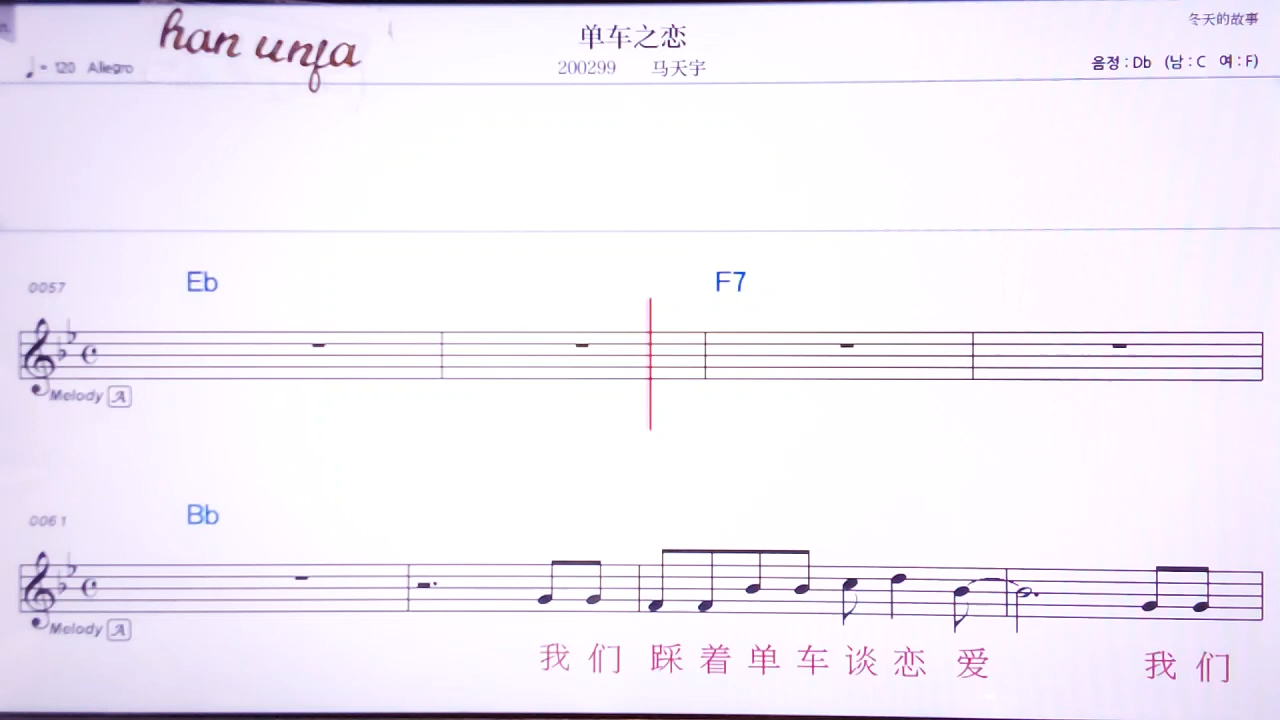 han unfa
单车之恋
冬天的故事
♩= 120 Allegro
200299 马天宇
음정 : Db (남 : C 여 : F)
0057
Eb F7
Melody A
0061
Bb
Melody A
我们踩着单车谈恋爱 我们